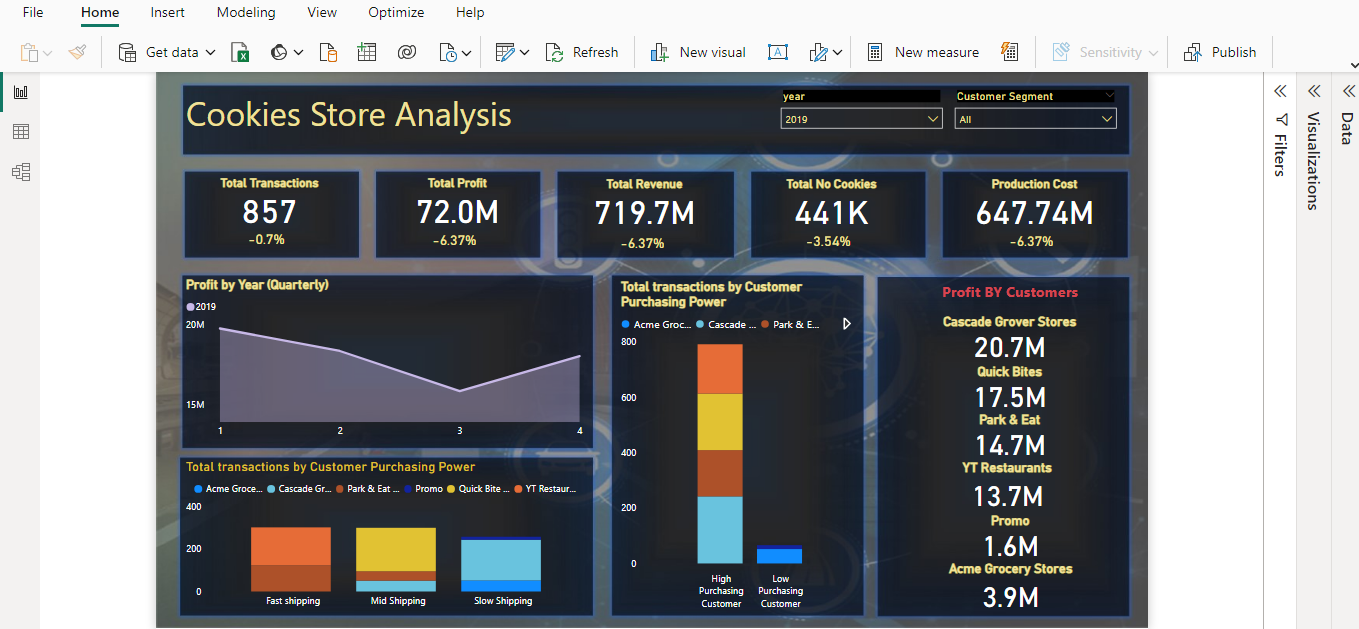 File Home Insert Modeling View Optimize Help
Get data Refresh New visual A New measure Sensitivity Publish
Cookies Store Analysis
year Customer Segment
2019 All
Total Transactions
857
-0.7%
Total Profit
72.0M
-6.37%
Total Revenue
719.7M
-6.37%
Total No Cookies
441K
-3.54%
Production Cost
647.74M
-6.37%
Profit by Year (Quarterly)
2019
20M
15M
1 2 3 4
Total transactions by Customer Purchasing Power
Acme Groce... Cascade Gr... Park & Eat ... Promo Quick Bite ... YT Restaur...
400
200
0
Fast shipping Mid Shipping Slow Shipping
Total transactions by Customer
Purchasing Power
Acme Groc... Cascade ... Park & E...
800
600
400
200
0
High
Purchasing
Customer
Low
Purchasing
Customer
Profit BY Customers
Cascade Grover Stores
20.7M
Quick Bites
17.5M
Park & Eat
14.7M
YT Restaurants
13.7M
Promo
1.6M
Acme Grocery Stores
3.9M
Filters
Visualizations
Data